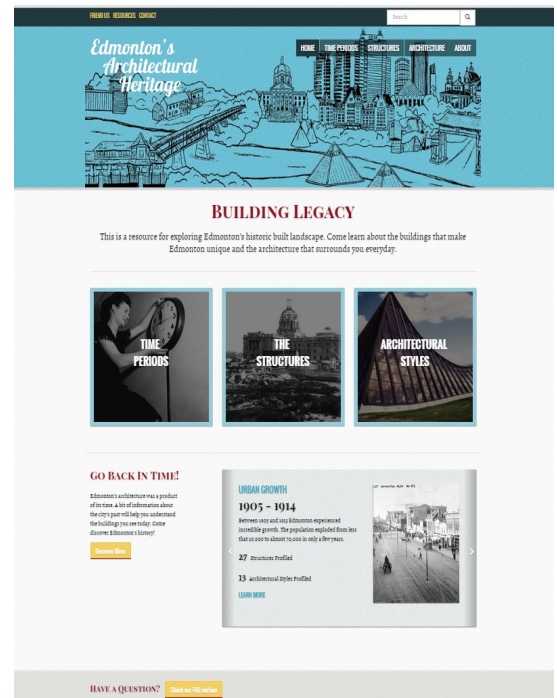 FRIEND US RESOURCES CONTACT
Search
Edmonton's
Architectural
Heritage
HOME TIME PERIODS STRUCTURES ARCHITECTURE ABOUT
BUILDING LEGACY
This is a resource for exploring Edmonton's historic built landscape. Come learn about the buildings that make
Edmonton unique and the architecture that surrounds you everyday.
TIME
PERIODS
THE
STRUCTURES
ARCHITECTURAL
STYLES
GO BACK IN TIME!
Edmonton's architecture was a product
of its time. A bit of information about
the city's past will help you understand
the buildings you see today. Come
discover Edmonton's history!
Discover More
URBAN GROWTH
1905 - 1914
Between 1905 and 1912 Edmonton experienced
incredible growth. The population exploded from less
that 10,000 to almost 70,000 in only a few years.
27 Structures Profiled
13 Architectural Styles Profiled
LEARN MORE
HAVE A QUESTION? Check our FAQ section